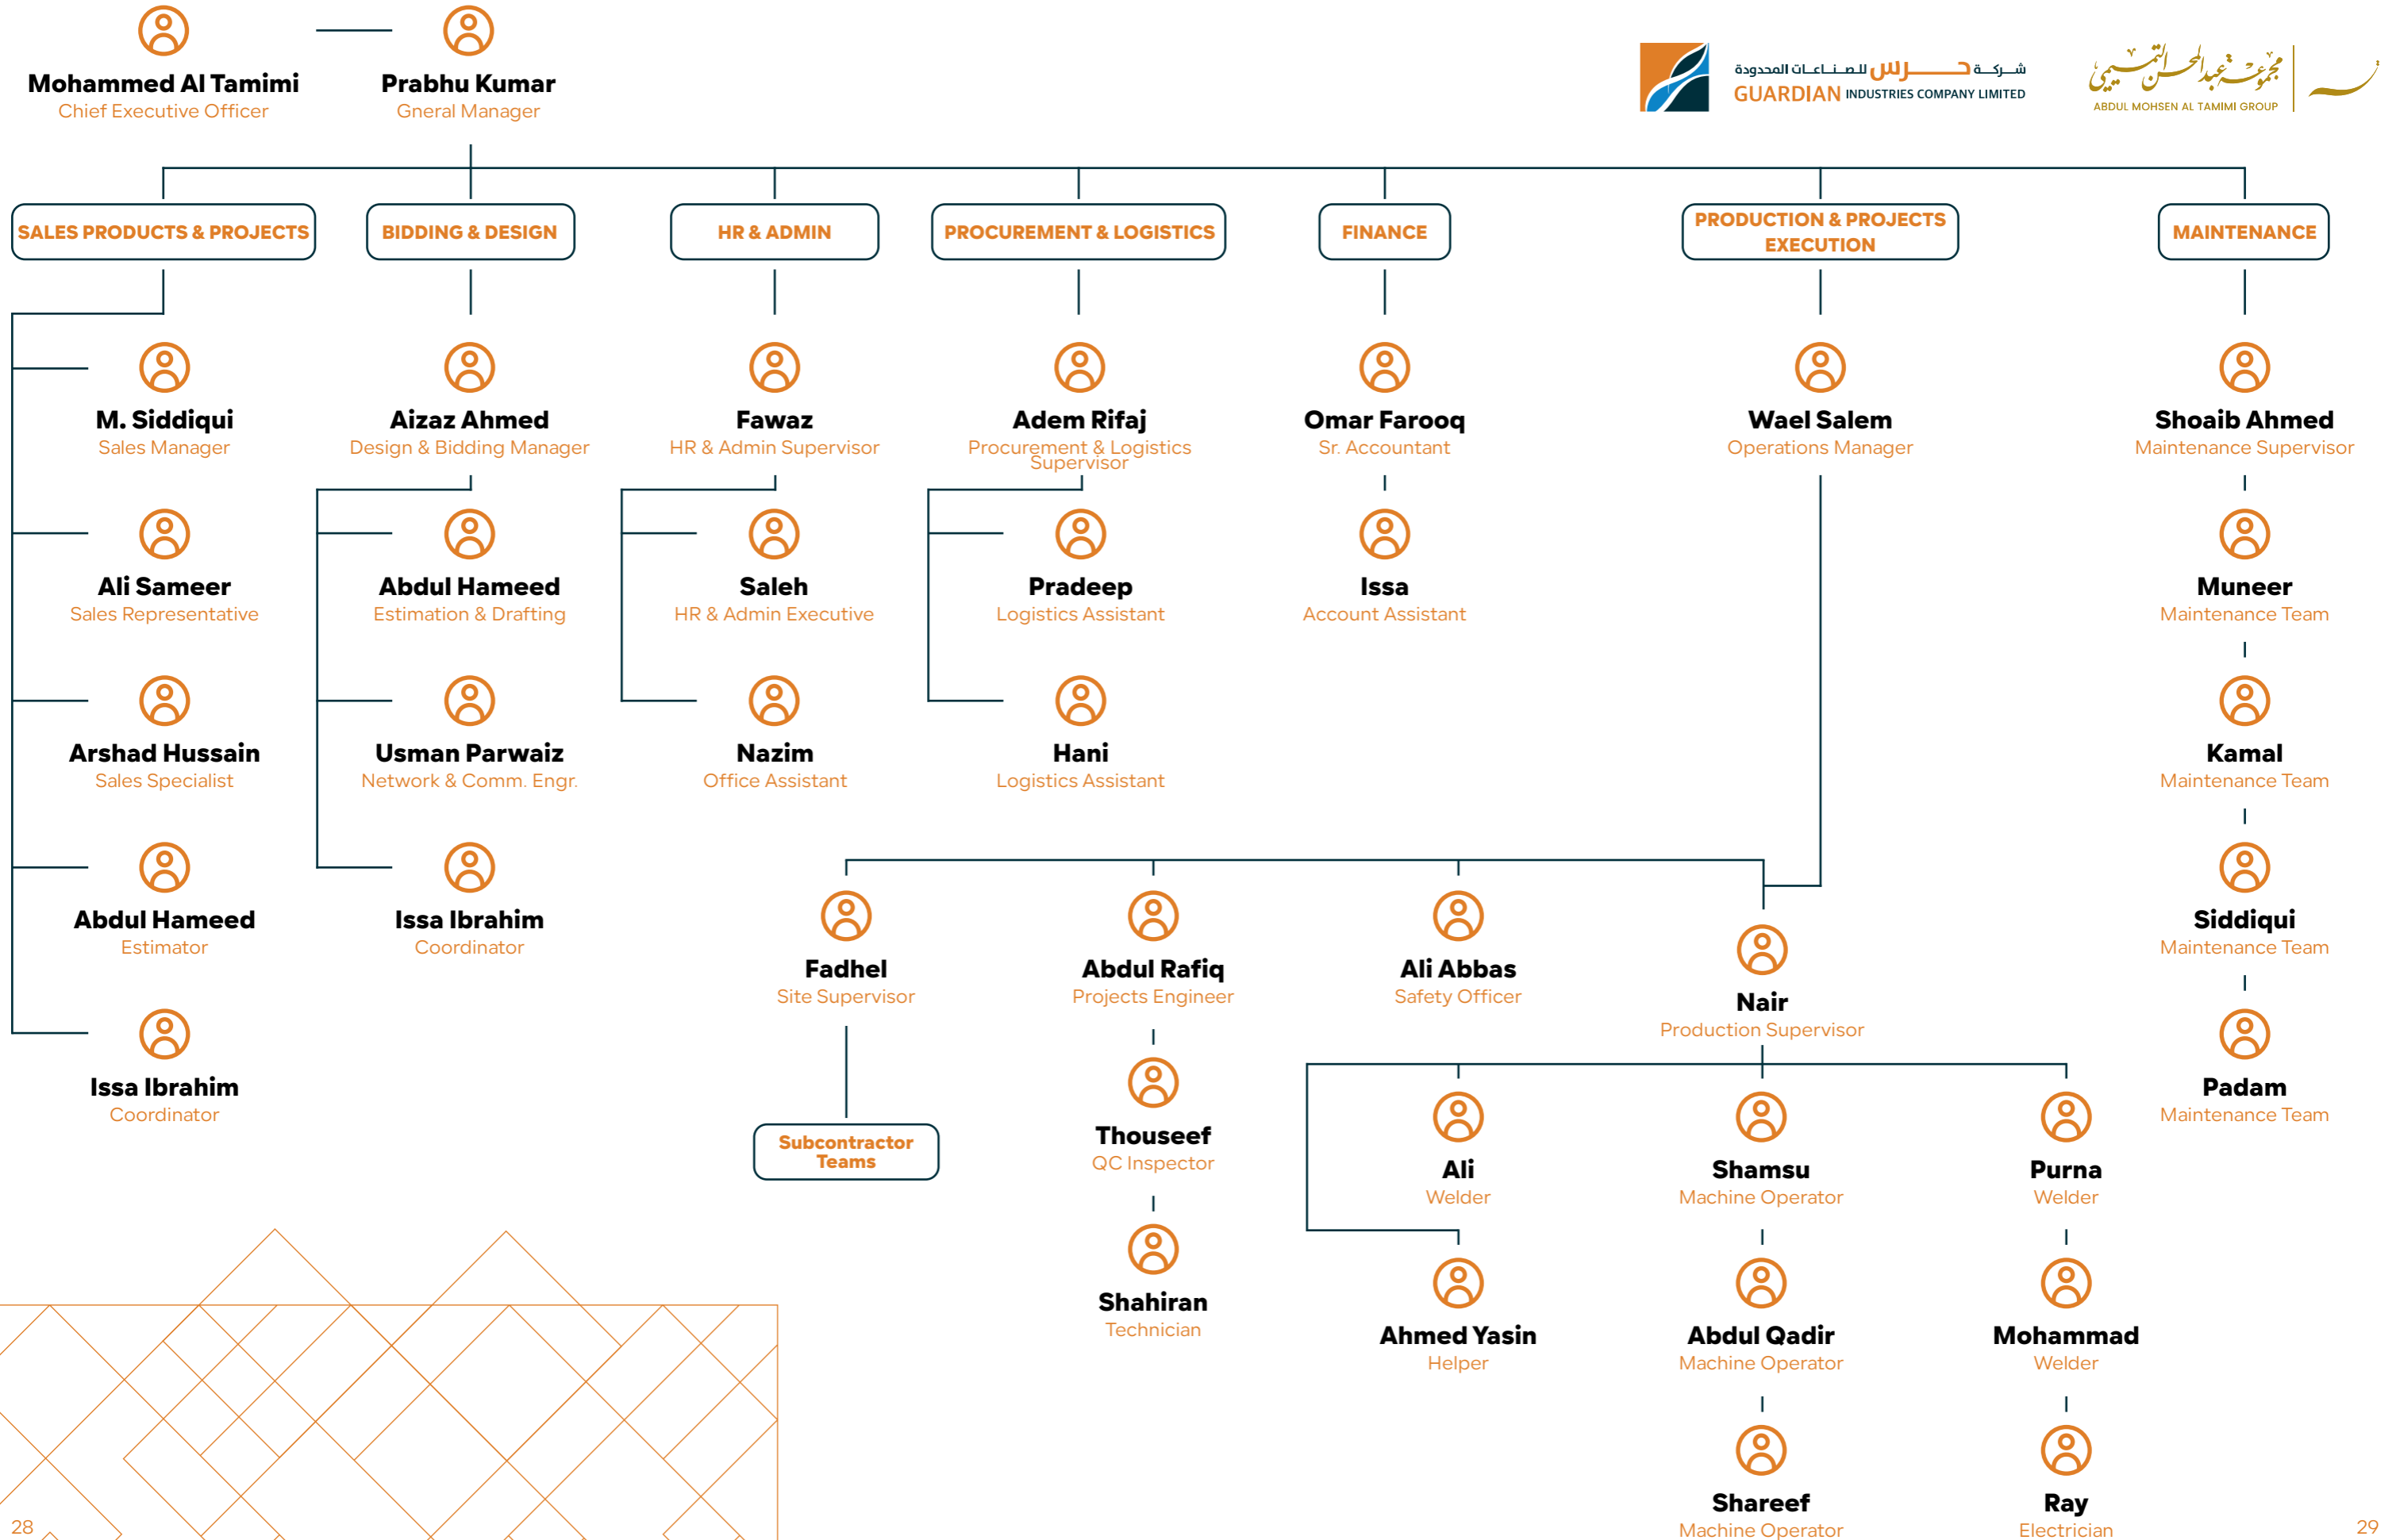 Mohammed Al Tamimi
Chief Executive Officer
Prabhu Kumar
Gneral Manager
شركة حرس للصناعات المحدودة
GUARDIAN INDUSTRIES COMPANY LIMITED
مجموعة عبدالمحسن التميمي
ABDUL MOHSEN AL TAMIMI GROUP
SALES PRODUCTS & PROJECTS
BIDDING & DESIGN
HR & ADMIN
PROCUREMENT & LOGISTICS
FINANCE
PRODUCTION & PROJECTS
EXECUTION
MAINTENANCE
M. Siddiqui
Sales Manager
Aizaz Ahmed
Design & Bidding Manager
Fawaz
HR & Admin Supervisor
Adem Rifaj
Procurement & Logistics
Supervisor
Omar Farooq
Sr. Accountant
Wael Salem
Operations Manager
Shoaib Ahmed
Maintenance Supervisor
Ali Sameer
Sales Representative
Abdul Hameed
Estimation & Drafting
Saleh
HR & Admin Executive
Pradeep
Logistics Assistant
Issa
Account Assistant
Muneer
Maintenance Team
Arshad Hussain
Sales Specialist
Usman Parwaiz
Network & Comm. Engr.
Nazim
Office Assistant
Hani
Logistics Assistant
Kamal
Maintenance Team
Abdul Hameed
Estimator
Issa Ibrahim
Coordinator
Siddiqui
Maintenance Team
Fadhel
Site Supervisor
Abdul Rafiq
Projects Engineer
Ali Abbas
Safety Officer
Nair
Production Supervisor
Issa Ibrahim
Coordinator
Padam
Maintenance Team
Subcontractor
Teams
Thouseef
QC Inspector
Ali
Welder
Shamsu
Machine Operator
Purna
Welder
Shahiran
Technician
Ahmed Yasin
Helper
Abdul Qadir
Machine Operator
Mohammad
Welder
Shareef
Machine Operator
Ray
Electrician
28
29